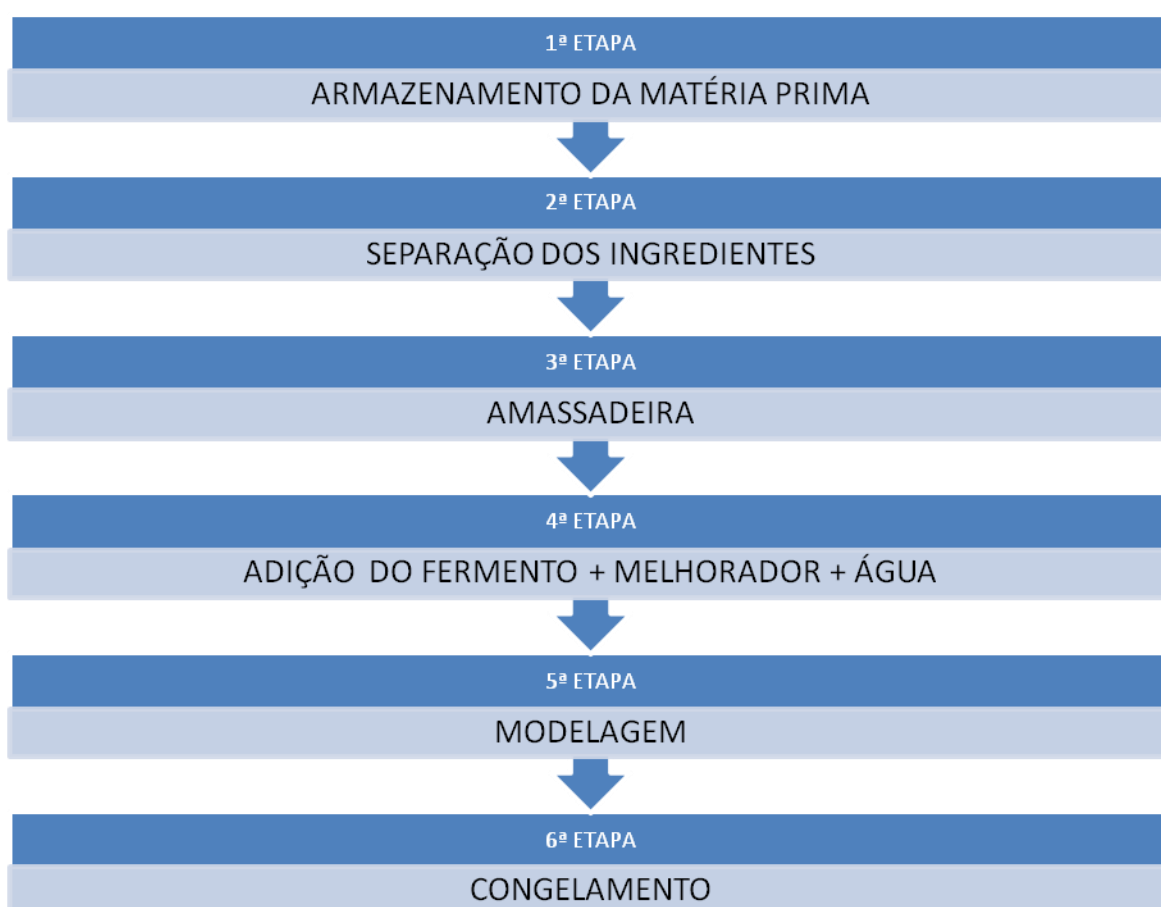 1ª ETAPA
ARMAZENAMENTO DA MATÉRIA PRIMA
2ª ETAPA
SEPARAÇÃO DOS INGREDIENTES
3ª ETAPA
AMASSADEIRA
4ª ETAPA
ADIÇÃO DO FERMENTO + MELHORADOR + ÁGUA
5ª ETAPA
MODELAGEM
6ª ETAPA
CONGELAMENTO